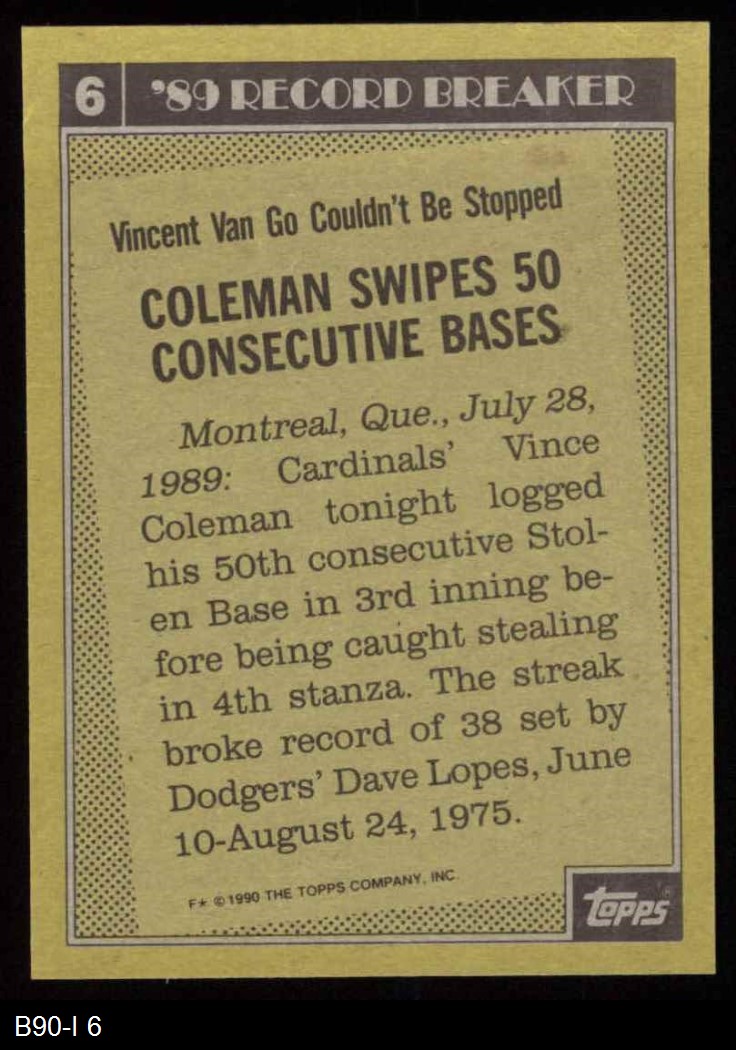 6 '89 RECORD BREAKER
Vincent Van Go Couldn't Be Stopped
COLEMAN SWIPES 50
CONSECUTIVE BASES
Montreal, Que., July 28,
1989: Cardinals' Vince
Coleman tonight logged
his 50th consecutive Stol-
en Base in 3rd inning be-
fore being caught stealing
in 4th stanza. The streak
broke record of 38 set by
Dodgers' Dave Lopes, June
10-August 24, 1975.
F* © 1990 THE TOPPS COMPANY, INC.
topps®
B90-I 6